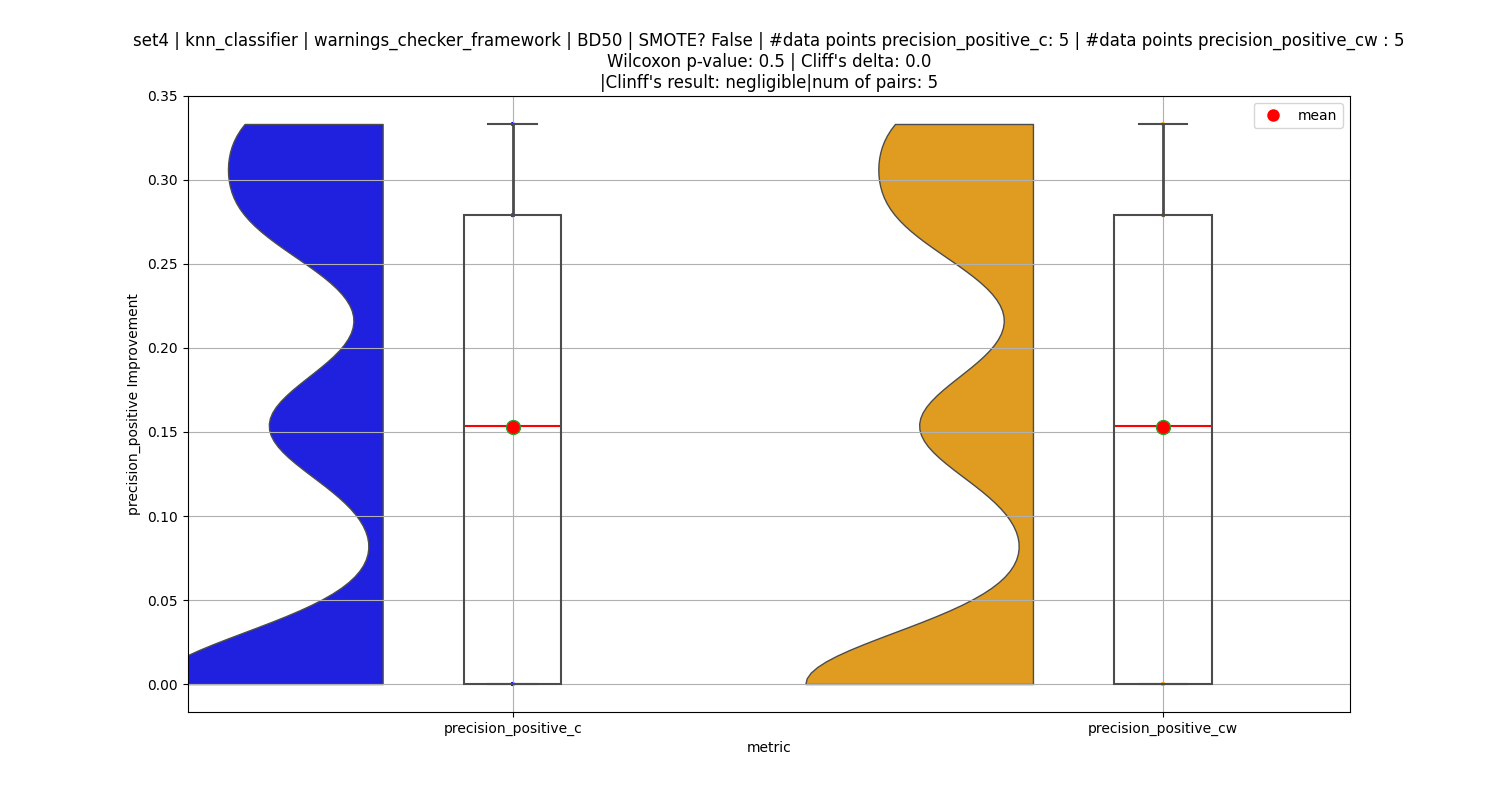 set4 | knn_classifier | warnings_checker_framework | BD50 | SMOTE? False | #data points precision_positive_c: 5 | #data points precision_positive_cw : 5
Wilcoxon p-value: 0.5 | Cliff's delta: 0.0
|Clinff's result: negligible|num of pairs: 5
mean
precision_positive Improvement
0.35
0.30
0.25
0.20
0.15
0.10
0.05
0.00
precision_positive_c
precision_positive_cw
metric